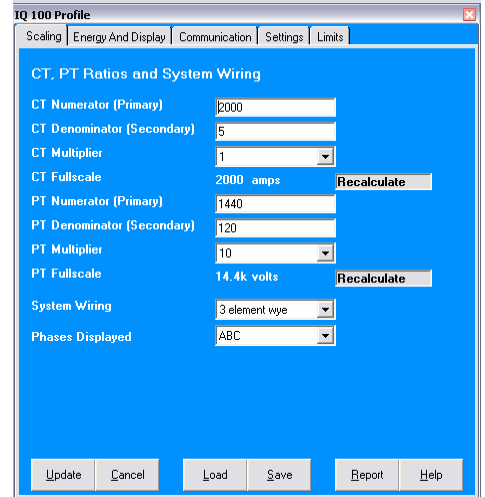 IQ 100 Profile
Scaling Energy And Display Communication Settings Limits
CT, PT Ratios and System Wiring
CT Numerator (Primary) 2000
CT Denominator (Secondary) 5
CT Multiplier 1
CT Fullscale 2000 amps Recalculate
PT Numerator (Primary) 1440
PT Denominator (Secondary) 120
PT Multiplier 10
PT Fullscale 14.4k volts Recalculate
System Wiring 3 element wye
Phases Displayed ABC
Update Cancel Load Save Report Help